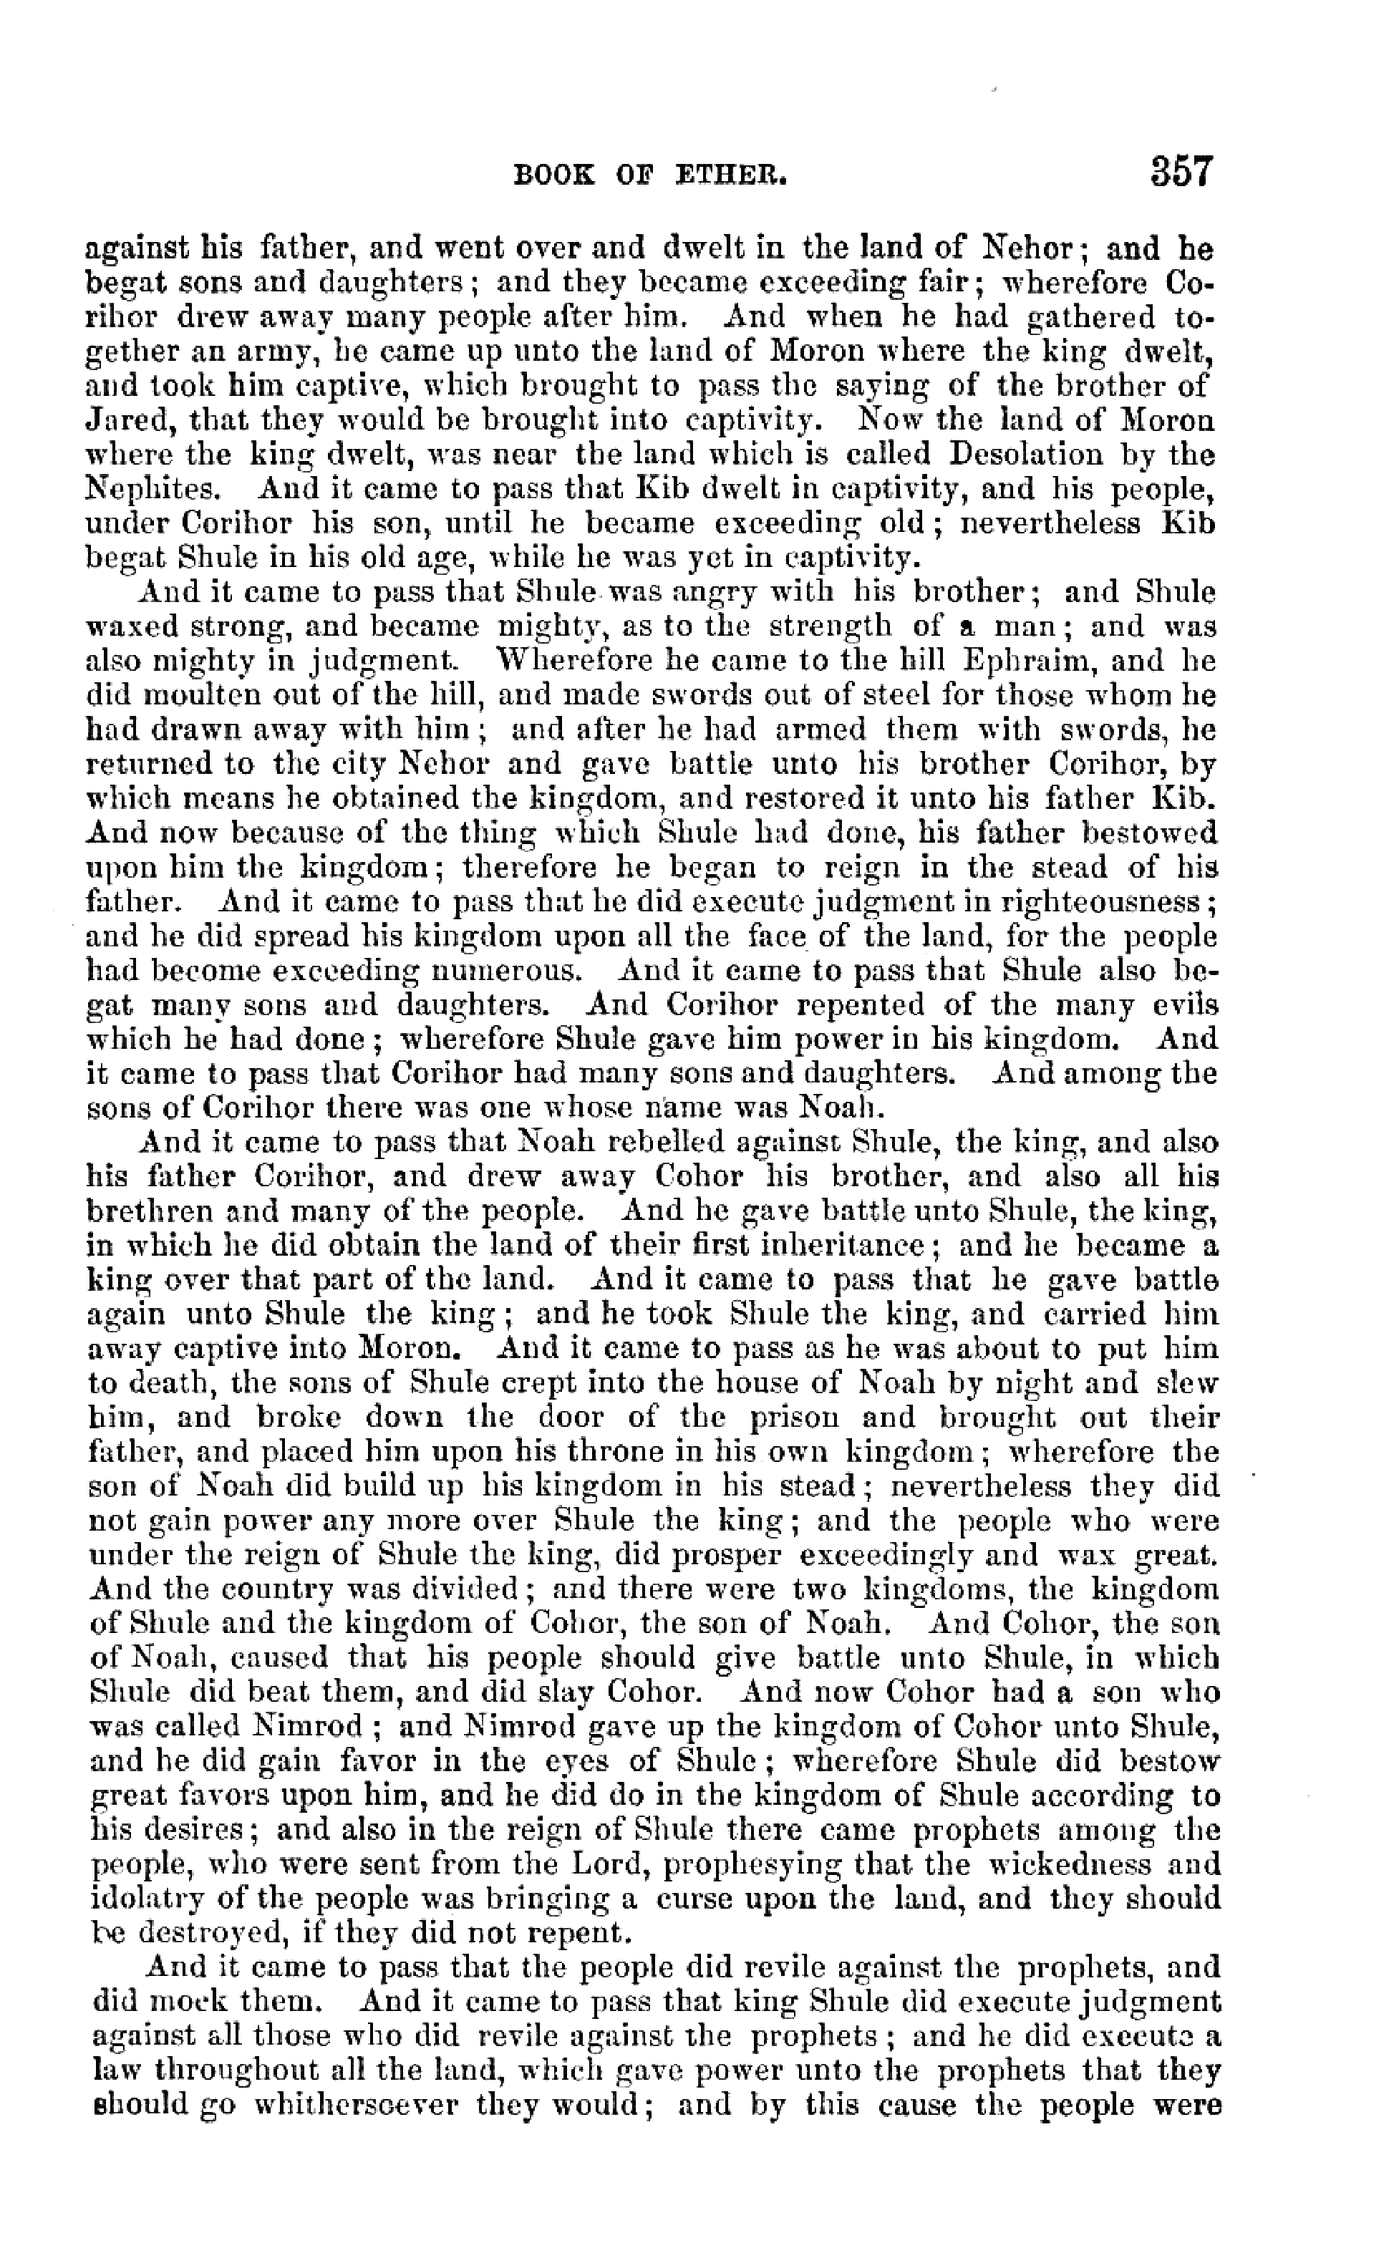 BOOK OF ETHER. 357
against his father, and went over and dwelt in the land of Nehor; and he
begat sons and daughters; and they became exceeding fair; wherefore Co-
rihor drew away many people after him. And when he had gathered to-
gether an army, he came up unto the land of Moron where the king dwelt,
and took him captive, which brought to pass the saying of the brother of
Jared, that they would be brought into captivity. Now the land of Moron
where the king dwelt, was near the land which is called Desolation by the
Nephites. And it came to pass that Kib dwelt in captivity, and his people,
under Corihor his son, until he became exceeding old; nevertheless Kib
begat Shule in his old age, while he was yet in captivity.
And it came to pass that Shule was angry with his brother; and Shule
waxed strong, and became mighty, as to the strength of a man; and was
also mighty in judgment. Wherefore he came to the hill Ephraim, and he
did moulten out of the hill, and made swords out of steel for those whom he
had drawn away with him; and after he had armed them with swords, he
returned to the city Nehor and gave battle unto his brother Corihor, by
which means he obtained the kingdom, and restored it unto his father Kib.
And now because of the thing which Shule had done, his father bestowed
upon him the kingdom; therefore he began to reign in the stead of his
father. And it came to pass that he did execute judgment in righteousness;
and he did spread his kingdom upon all the face of the land, for the people
had become exceeding numerous. And it came to pass that Shule also be-
gat many sons and daughters. And Corihor repented of the many evils
which he had done; wherefore Shule gave him power in his kingdom. And
it came to pass that Corihor had many sons and daughters. And among the
sons of Corihor there was one whose name was Noah.
And it came to pass that Noah rebelled against Shule, the king, and also
his father Corihor, and drew away Cohor his brother, and also all his
brethren and many of the people. And he gave battle unto Shule, the king,
in which he did obtain the land of their first inheritance; and he became a
king over that part of the land. And it came to pass that he gave battle
again unto Shule the king; and he took Shule the king, and carried him
away captive into Moron. And it came to pass as he was about to put him
to death, the sons of Shule crept into the house of Noah by night and slew
him, and broke down the door of the prison and brought out their
father, and placed him upon his throne in his own kingdom; wherefore the
son of Noah did build up his kingdom in his stead; nevertheless they did
not gain power any more over Shule the king; and the people who were
under the reign of Shule the king, did prosper exceedingly and wax great.
And the country was divided; and there were two kingdoms, the kingdom
of Shule and the kingdom of Cohor, the son of Noah. And Cohor, the son
of Noah, caused that his people should give battle unto Shule, in which
Shule did beat them, and did slay Cohor. And now Cohor had a son who
was called Nimrod; and Nimrod gave up the kingdom of Cohor unto Shule,
and he did gain favor in the eyes of Shule; wherefore Shule did bestow
great favors upon him, and he did do in the kingdom of Shule according to
his desires; and also in the reign of Shule there came prophets among the
people, who were sent from the Lord, prophesying that the wickedness and
idolatry of the people was bringing a curse upon the land, and they should
be destroyed, if they did not repent.
And it came to pass that the people did revile against the prophets, and
did mock them. And it came to pass that king Shule did execute judgment
against all those who did revile against the prophets; and he did execute a
law throughout all the land, which gave power unto the prophets that they
should go whithersoever they would; and by this cause the people were